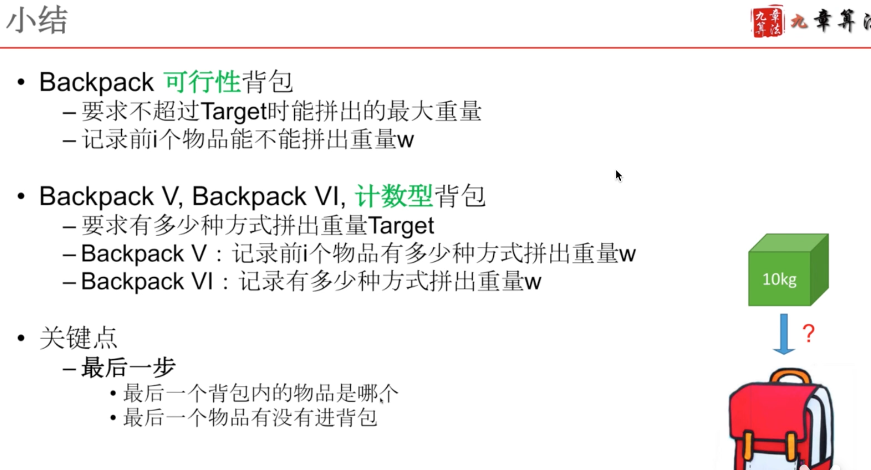 小结
九章算法
九章算
• Backpack 可行性背包
– 要求不超过Target时能拼出的最大重量
– 记录前i个物品能不能拼出重量w
• Backpack V, Backpack VI, 计数型背包
– 要求有多少种方式拼出重量Target
– Backpack V：记录前i个物品有多少种方式拼出重量w
– Backpack VI：记录有多少种方式拼出重量w
10kg
?
• 关键点
– 最后一步
• 最后一个背包内的物品是哪个
• 最后一个物品有没有进背包